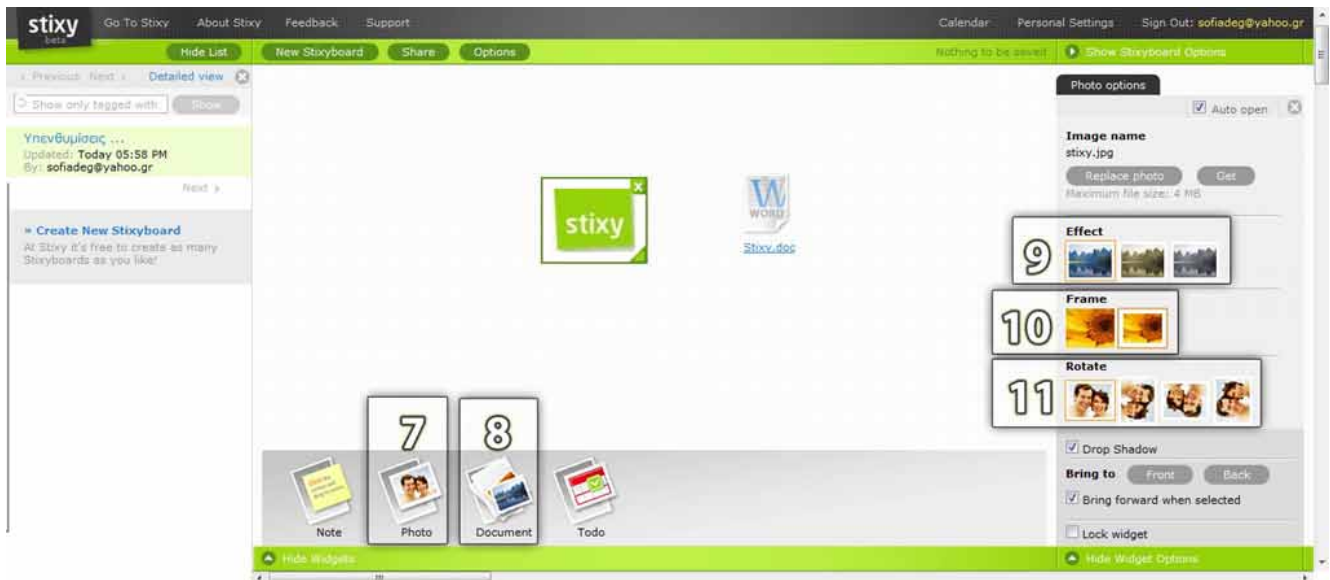 stixy
beta
Go To Stixy
About Stixy
Feedback
Support
Calendar
Personal Settings
Sign Out: sofiadeg@yahoo.gr
Hide List
New Stixyboard
Share
Options
Nothing to be saved
Show Stixyboard Options
‹ Previous Next ›
Detailed view
Show only tagged with
Show
Υπενθυμίσεις ...
Updated: Today 05:58 PM
By: sofiadeg@yahoo.gr
Next ›
» Create New Stixyboard
At Stixy it's free to create as many
Stixyboards as you like!
stixy
x
W
WORD
Stixy.doc
Photo options
Auto open
Image name
stixy.jpg
Replace photo
Get
Maximum file size: 4 MB
Effect
9
Frame
10
Rotate
11
Drop Shadow
Bring to
Front
Back
Bring forward when selected
Lock widget
7
8
Note
Photo
Document
Todo
Hide Widgets
Hide Widget Options